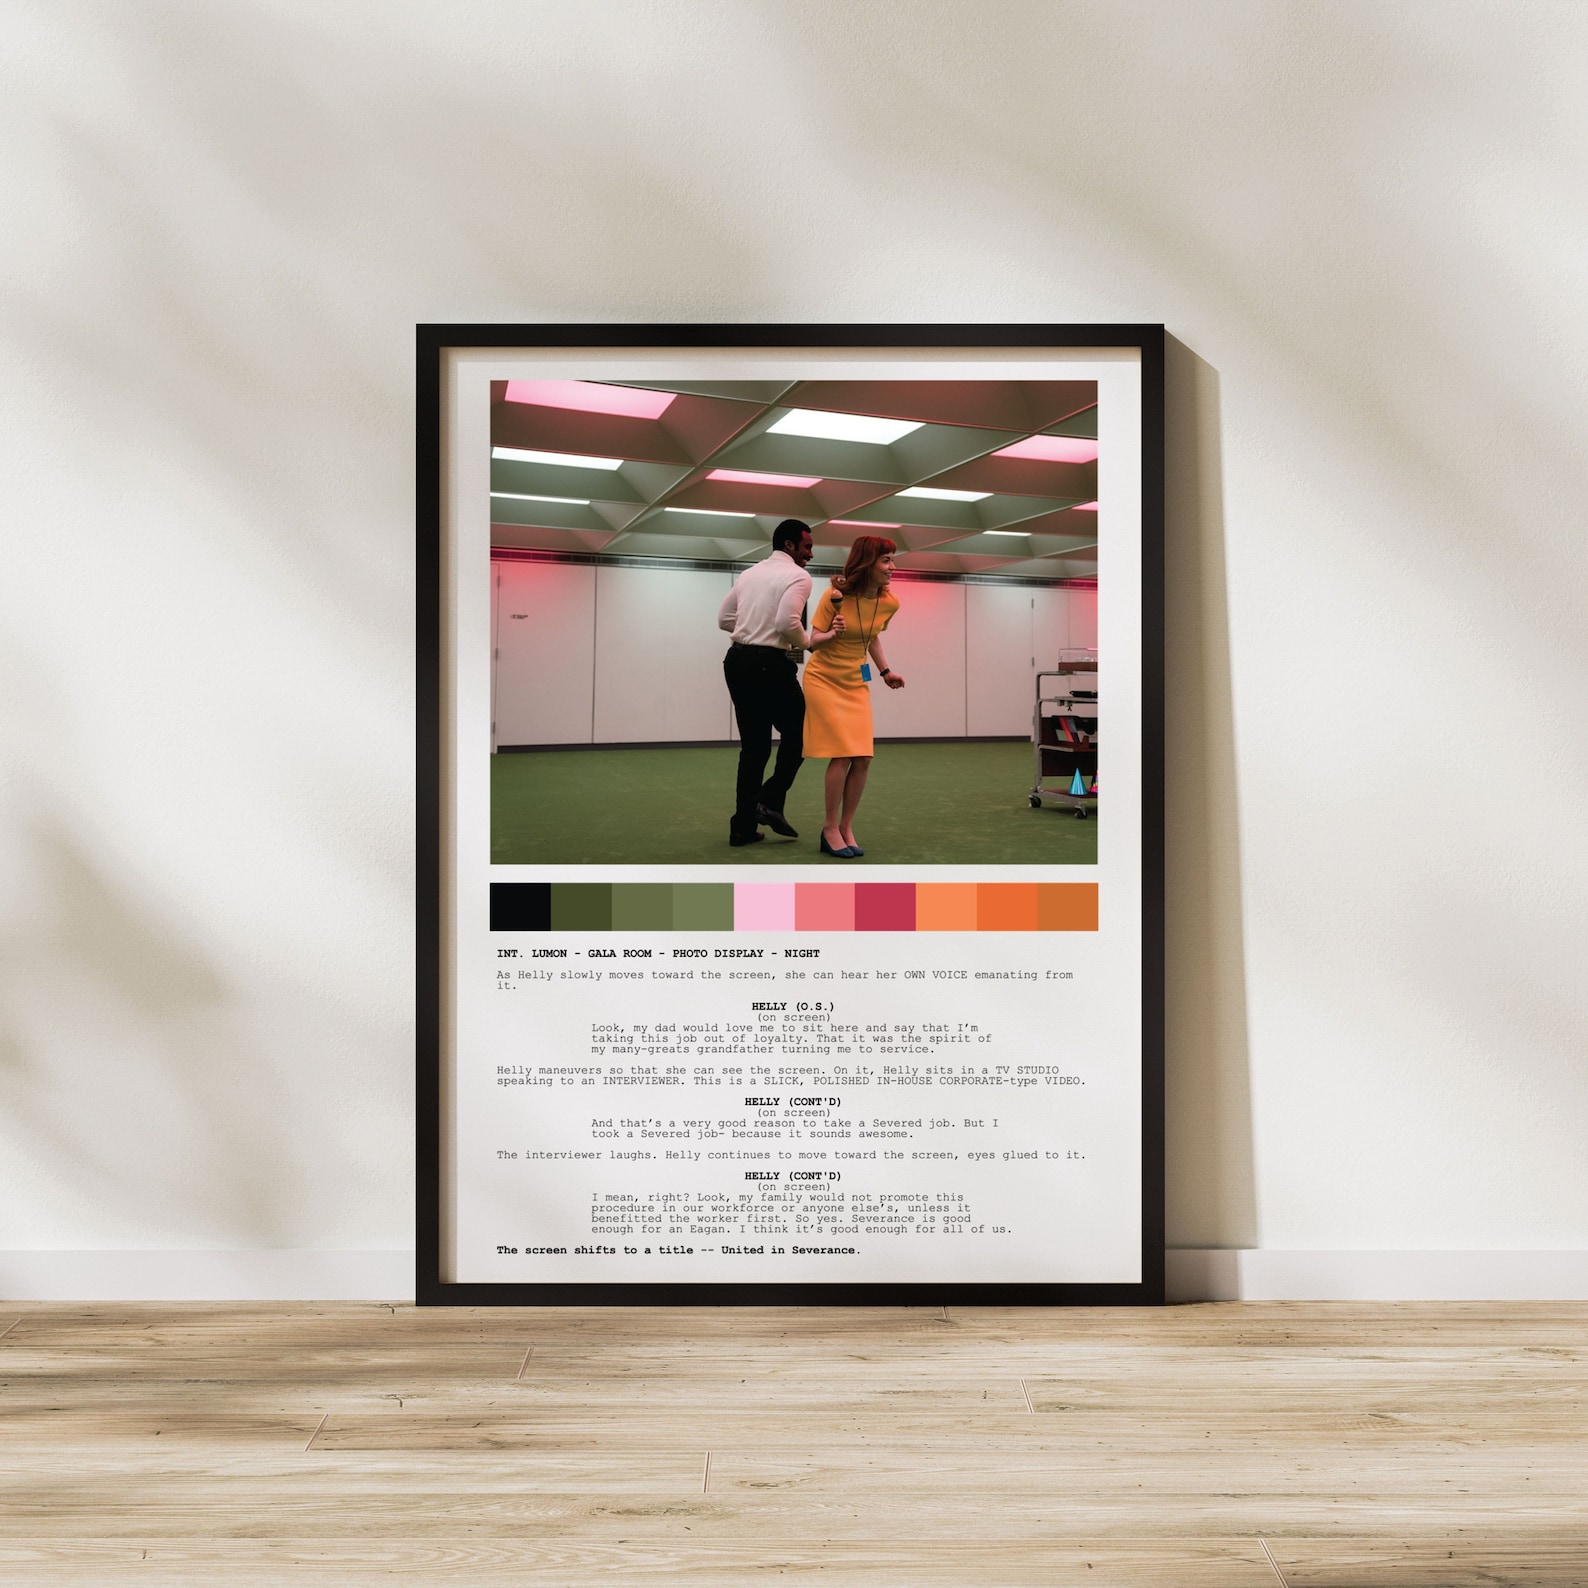 INT. LUMON - GALA ROOM - PHOTO DISPLAY - NIGHT
As Helly slowly moves toward the screen, she can hear her OWN VOICE emanating from
it.
HELLY (O.S.)
(on screen)
Look, my dad would love me to sit here and say that I’m
taking this job out of loyalty. That it was the spirit of
my many-greats grandfather turning me to service.
Helly maneuvers so that she can see the screen. On it, Helly sits in a TV STUDIO
speaking to an INTERVIEWER. This is a SLICK, POLISHED IN-HOUSE CORPORATE-type VIDEO.
HELLY (CONT'D)
(on screen)
And that’s a very good reason to take a Severed job. But I
took a Severed job- because it sounds awesome.
The interviewer laughs. Helly continues to move toward the screen, eyes glued to it.
HELLY (CONT'D)
(on screen)
I mean, right? Look, my family would not promote this
procedure in our workforce or anyone else’s, unless it
benefitted the worker first. So yes. Severance is good
enough for an Eagan. I think it’s good enough for all of us.
The screen shifts to a title -- United in Severance.